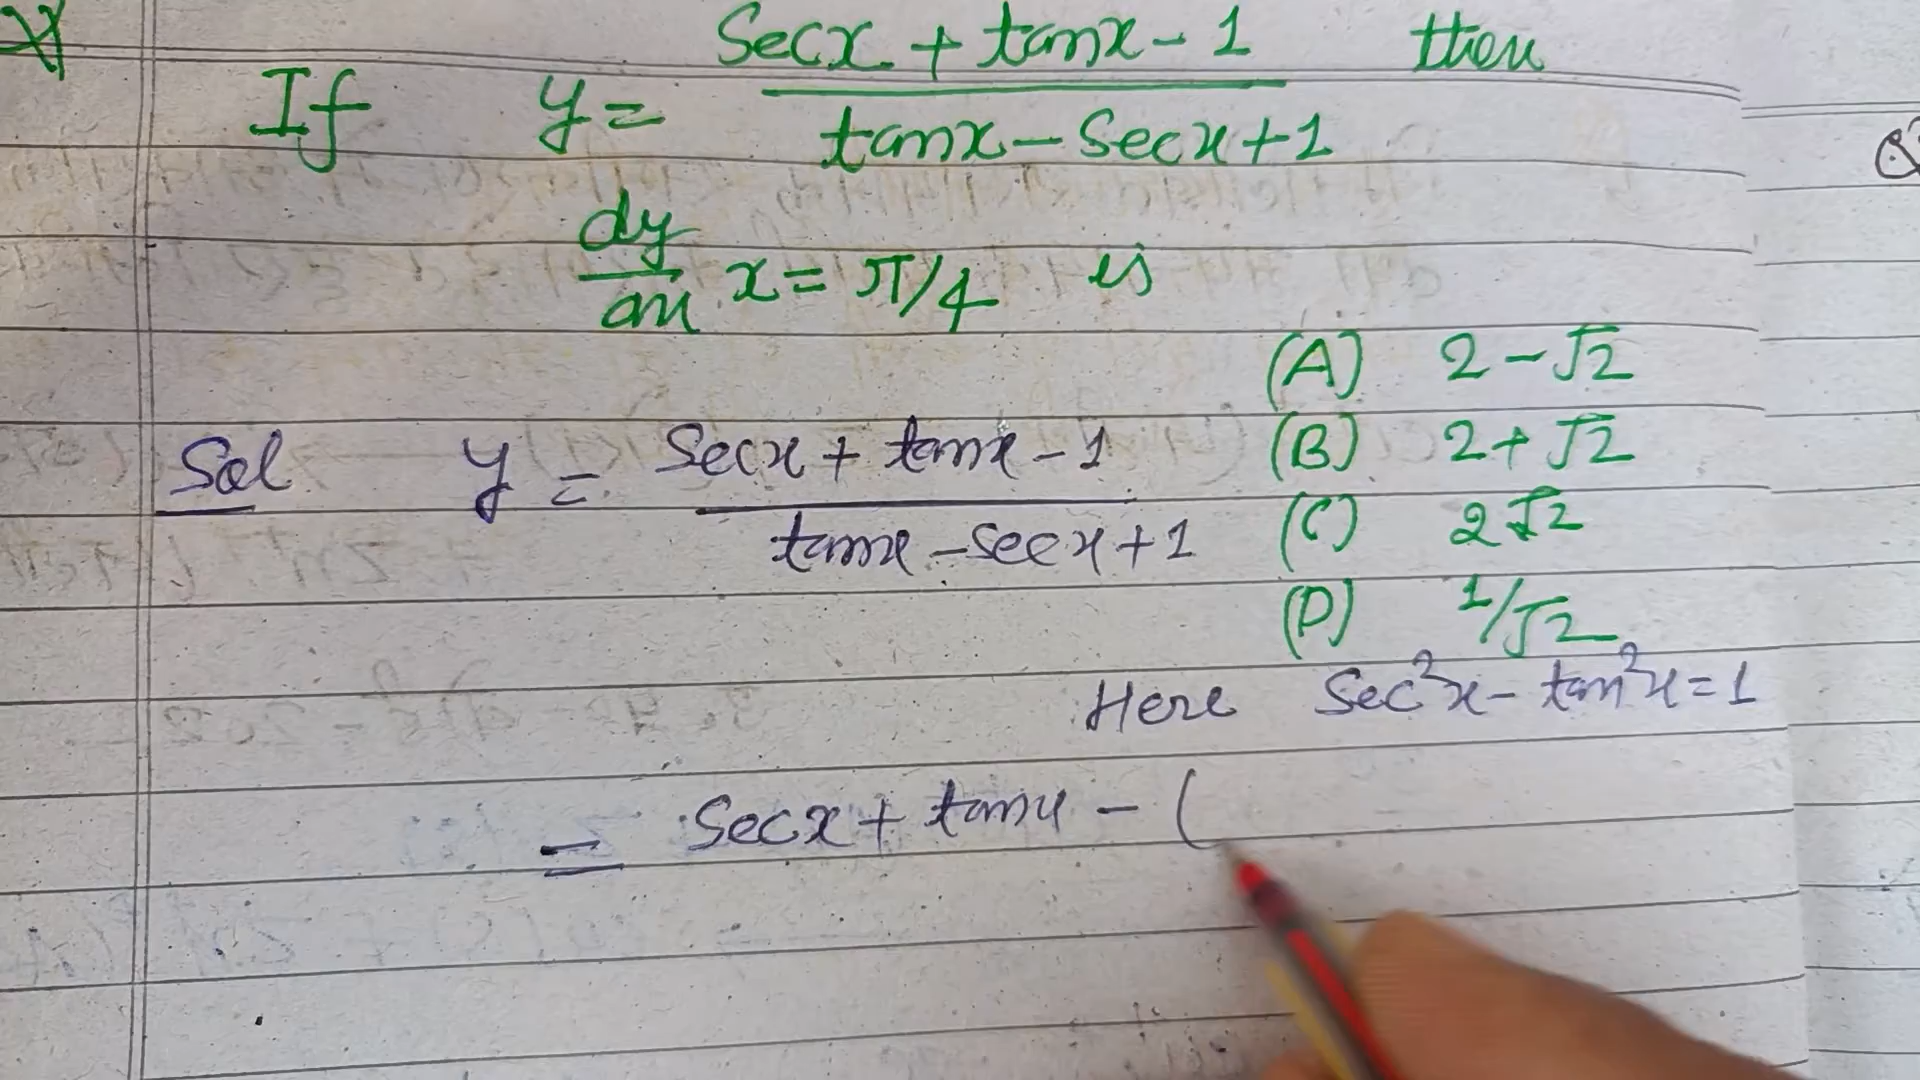 secx + tanx - 1 then
If y =
tanx - secx + 1
dy x = π/4 is
dx
(A) 2 - √2
Sol y = secx + tanx - 1 (B) 2 + √2
tanx - secx + 1 (C) 2√2
(D) 1/√2
Here sec²x - tan²x = 1
= secx + tanx - (